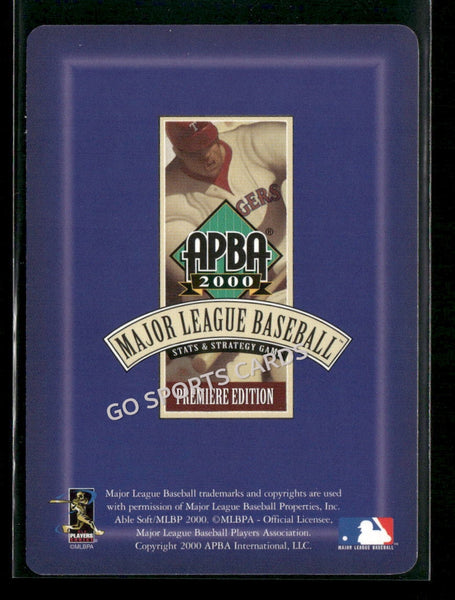 T
GERS
APBA®
2000
MAJOR LEAGUE BASEBALL™
STATS & STRATEGY GAME
GO SPORTS CARDS
PREMIERE EDITION
Major League Baseball trademarks and copyrights are used
with permission of Major League Baseball Properties, Inc.
Able Soft/MLBP 2000. ©MLBPA - Official Licensee,
Major League Baseball Players Association.
Copyright 2000 APBA International, LLC.
PLAYERS
©MLBPA
MAJOR LEAGUE BASEBALL